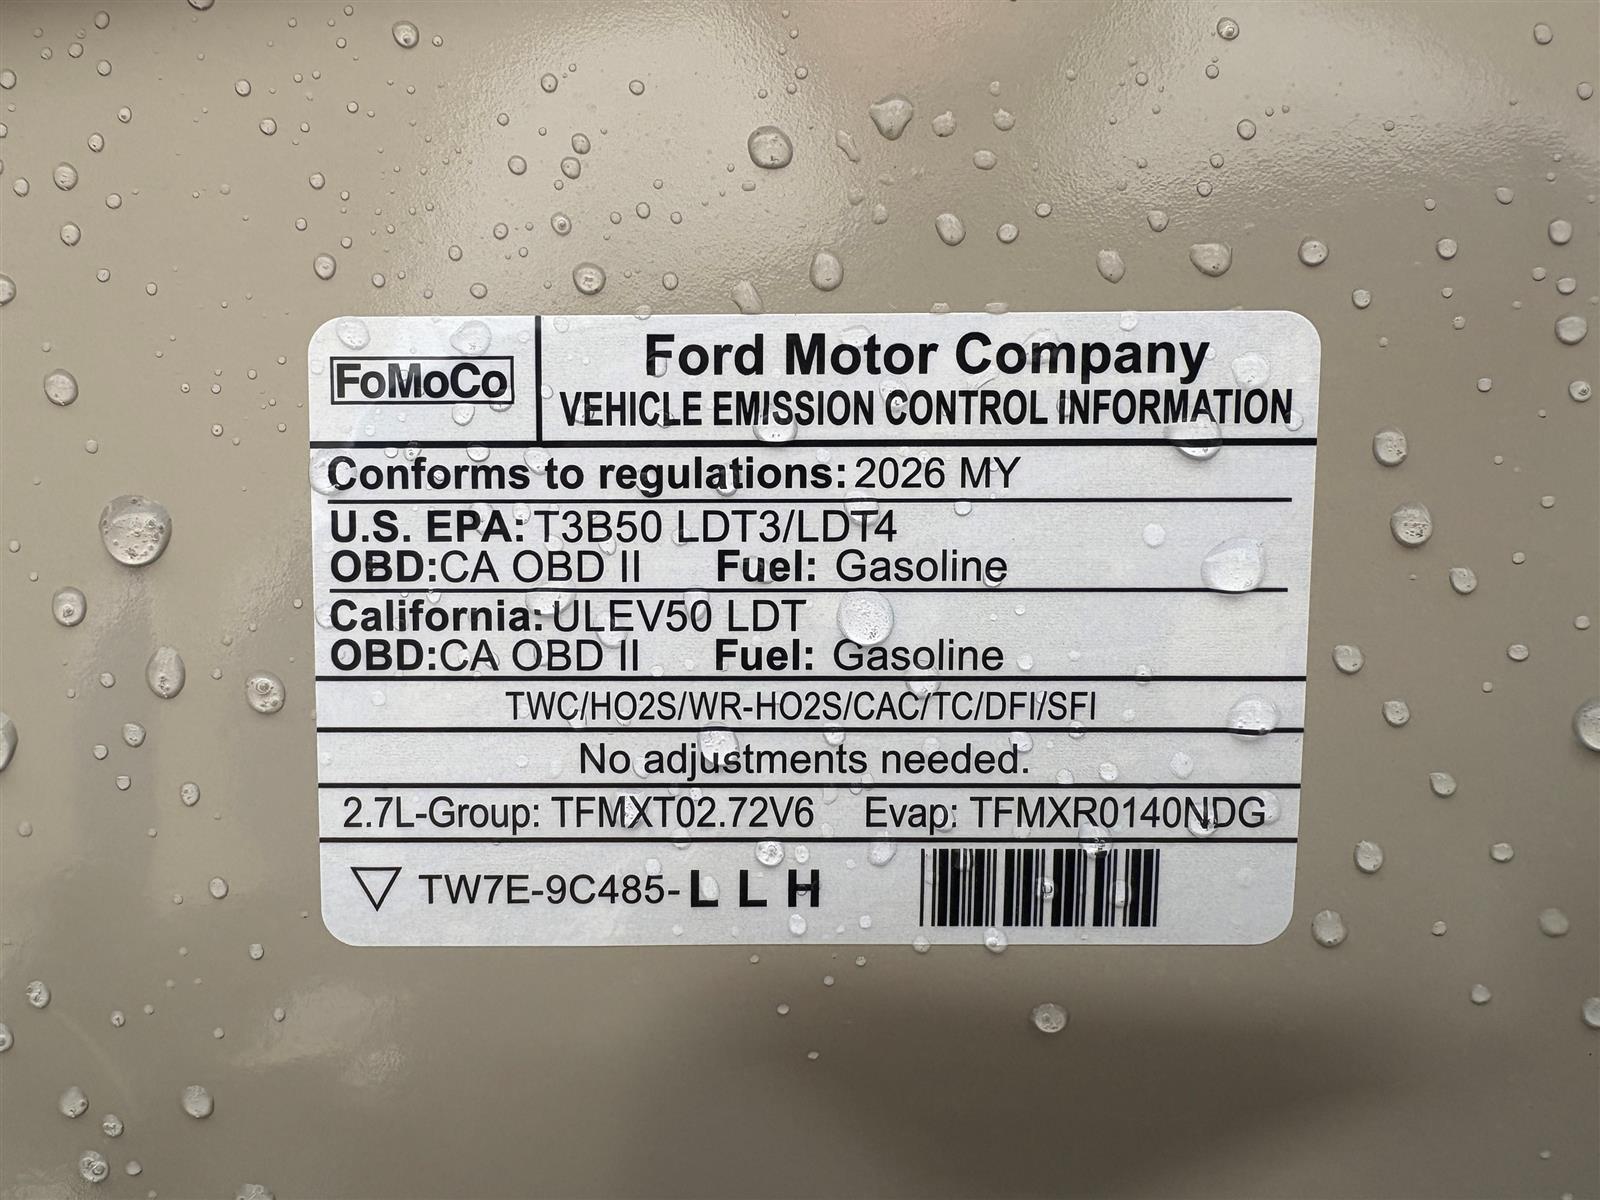 FoMoCo
Ford Motor Company
VEHICLE EMISSION CONTROL INFORMATION
Conforms to regulations: 2026 MY
U.S. EPA: T3B50 LDT3/LDT4
OBD:CA OBD II Fuel: Gasoline
California: ULEV50 LDT
OBD:CA OBD II Fuel: Gasoline
TWC/HO2S/WR-HO2S/CAC/TC/DFI/SFI
No adjustments needed.
2.7L-Group: TFMXT02.72V6 Evap: TFMXR0140NDG
TW7E-9C485-L L H